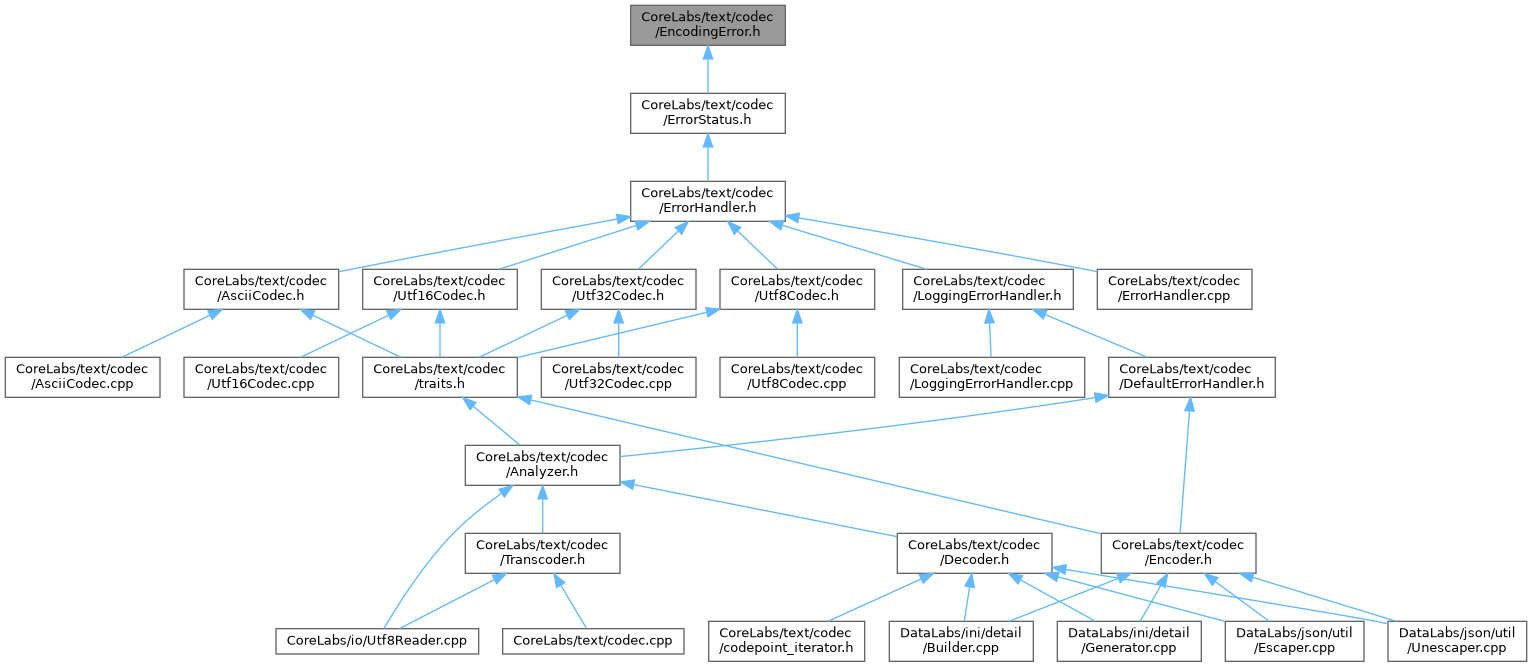 CoreLabs/text/codec
/EncodingError.h
CoreLabs/text/codec
/ErrorStatus.h
CoreLabs/text/codec
/ErrorHandler.h
CoreLabs/text/codec
/AsciiCodec.h
CoreLabs/text/codec
/Utf16Codec.h
CoreLabs/text/codec
/Utf32Codec.h
CoreLabs/text/codec
/Utf8Codec.h
CoreLabs/text/codec
/LoggingErrorHandler.h
CoreLabs/text/codec
/ErrorHandler.cpp
CoreLabs/text/codec
/AsciiCodec.cpp
CoreLabs/text/codec
/Utf16Codec.cpp
CoreLabs/text/codec
/traits.h
CoreLabs/text/codec
/Utf32Codec.cpp
CoreLabs/text/codec
/Utf8Codec.cpp
CoreLabs/text/codec
/LoggingErrorHandler.cpp
CoreLabs/text/codec
/DefaultErrorHandler.h
CoreLabs/text/codec
/Analyzer.h
CoreLabs/text/codec
/Transcoder.h
CoreLabs/text/codec
/Decoder.h
CoreLabs/text/codec
/Encoder.h
CoreLabs/io/Utf8Reader.cpp
CoreLabs/text/codec.cpp
CoreLabs/text/codec
/codepoint_iterator.h
DataLabs/ini/detail
/Builder.cpp
DataLabs/ini/detail
/Generator.cpp
DataLabs/json/util
/Escaper.cpp
DataLabs/json/util
/Unescaper.cpp